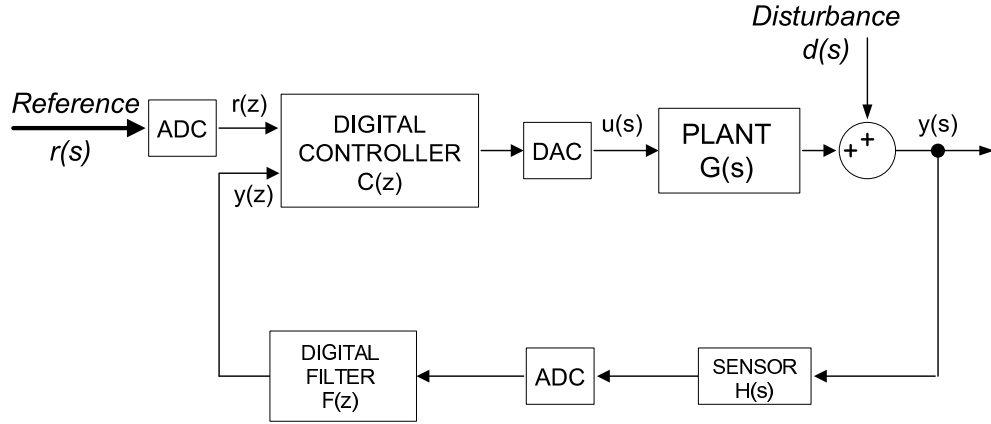 Disturbance
d(s)
Reference
r(s)
ADC
r(z)
y(z)
DIGITAL
CONTROLLER
C(z)
DAC
u(s)
PLANT
G(s)
+
+
y(s)
DIGITAL
FILTER
F(z)
ADC
SENSOR
H(s)